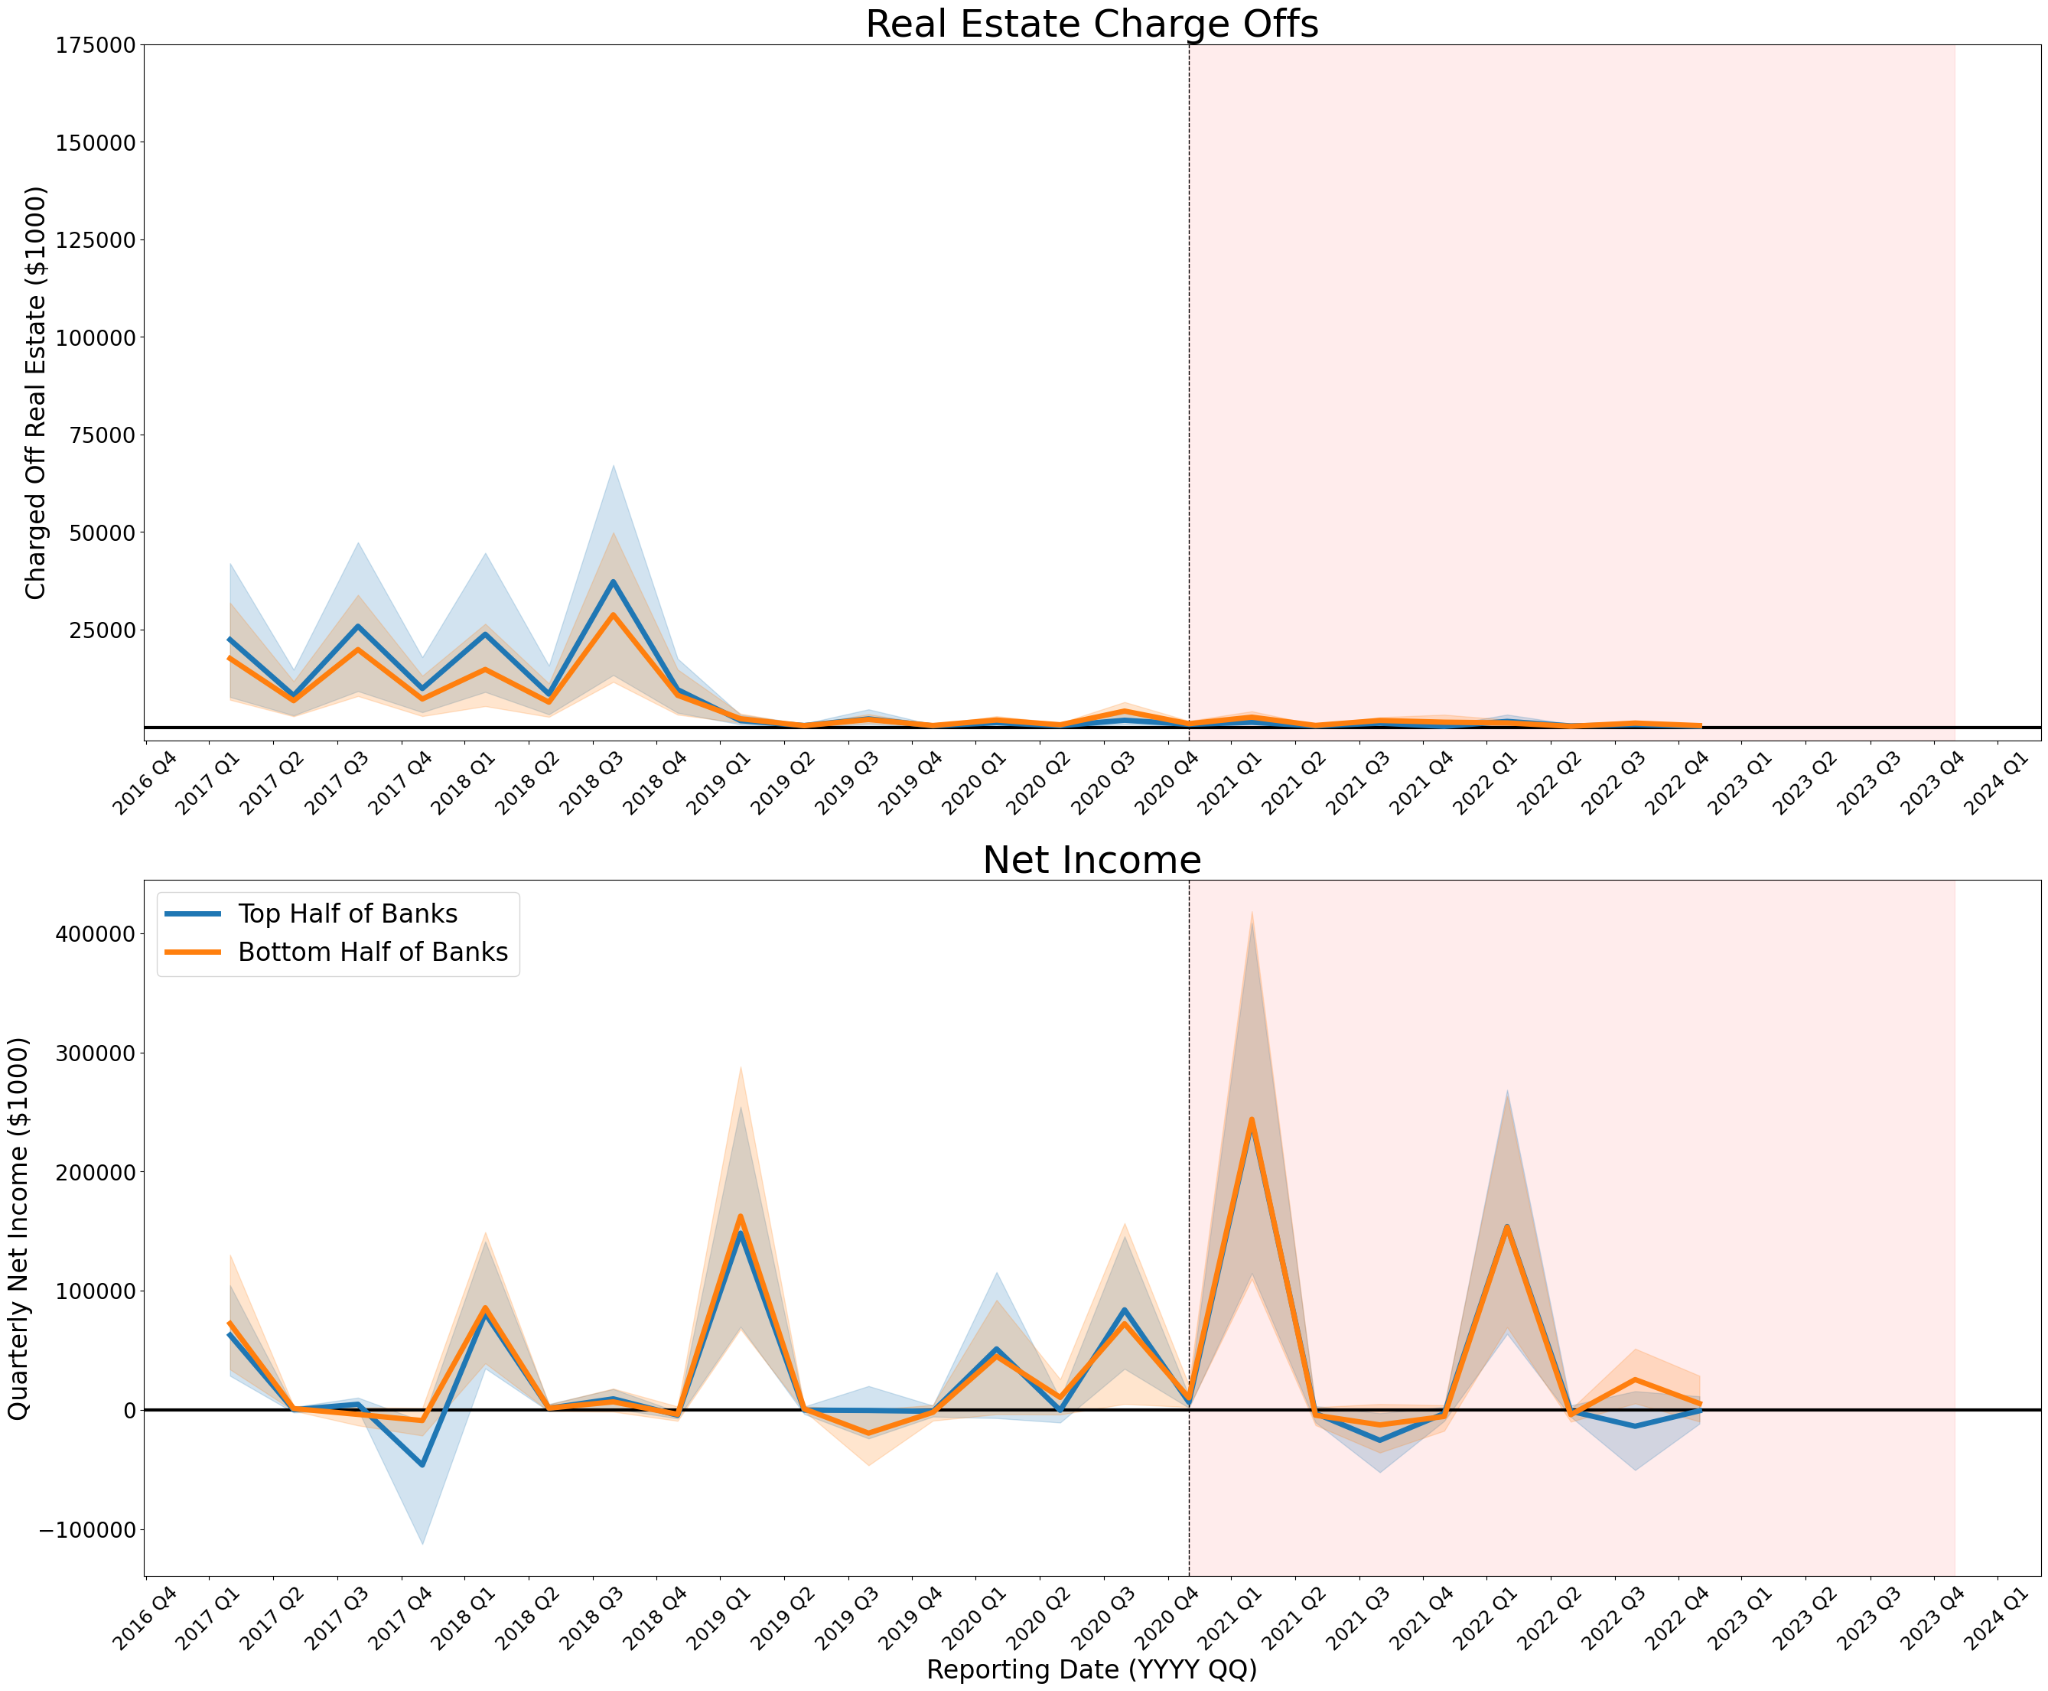 Real Estate Charge Offs
Charged Off Real Estate ($1000)
175000
150000
125000
100000
75000
50000
25000
2016 Q4
2017 Q1
2017 Q2
2017 Q3
2017 Q4
2018 Q1
2018 Q2
2018 Q3
2018 Q4
2019 Q1
2019 Q2
2019 Q3
2019 Q4
2020 Q1
2020 Q2
2020 Q3
2020 Q4
2021 Q1
2021 Q2
2021 Q3
2021 Q4
2022 Q1
2022 Q2
2022 Q3
2022 Q4
2023 Q1
2023 Q2
2023 Q3
2023 Q4
2024 Q1
Net Income
Quarterly Net Income ($1000)
Top Half of Banks
Bottom Half of Banks
400000
300000
200000
100000
0
−100000
2016 Q4
2017 Q1
2017 Q2
2017 Q3
2017 Q4
2018 Q1
2018 Q2
2018 Q3
2018 Q4
2019 Q1
2019 Q2
2019 Q3
2019 Q4
2020 Q1
2020 Q2
2020 Q3
2020 Q4
2021 Q1
2021 Q2
2021 Q3
2021 Q4
2022 Q1
2022 Q2
2022 Q3
2022 Q4
2023 Q1
2023 Q2
2023 Q3
2023 Q4
2024 Q1
Reporting Date (YYYY QQ)